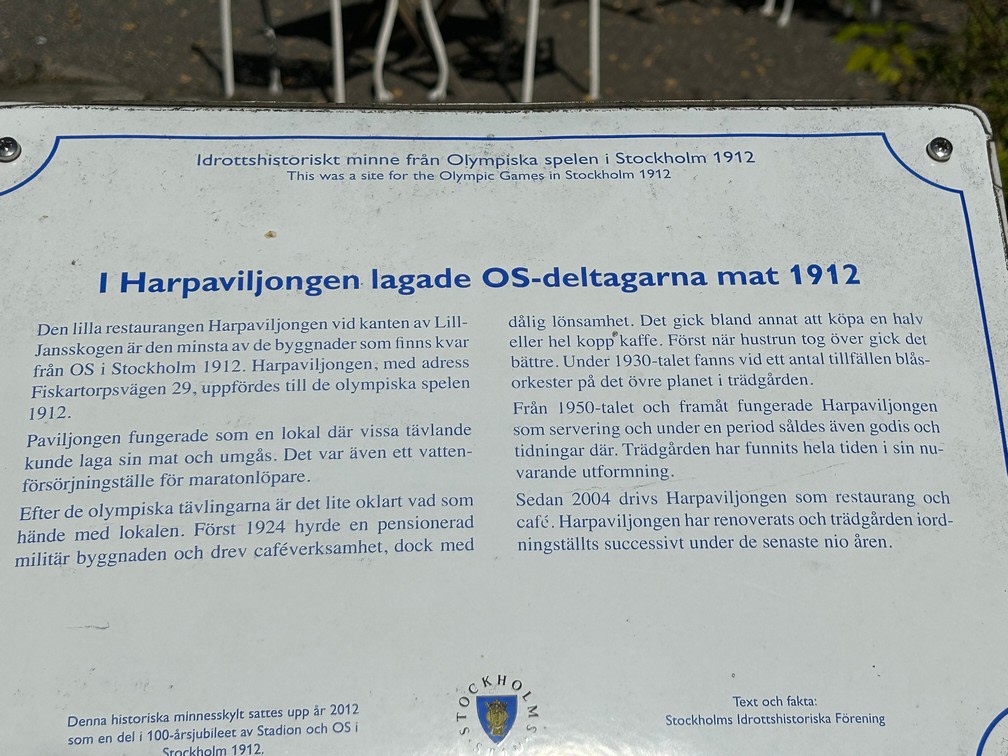 Idrottshistoriskt minne från Olympiska spelen i Stockholm 1912
This was a site for the Olympic Games in Stockholm 1912
I Harpaviljongen lagade OS-deltagarna mat 1912
Den lilla restaurangen Harpaviljongen vid kanten av Lill-
Jansskogen är den minsta av de byggnader som finns kvar
från OS i Stockholm 1912. Harpaviljongen, med adress
Fiskartorpsvägen 29, uppfördes till de olympiska spelen
1912.
Paviljongen fungerade som en lokal där vissa tävlande
kunde laga sin mat och umgås. Det var även ett vatten-
försörjningställe för maratonlöpare.
Efter de olympiska tävlingarna är det lite oklart vad som
hände med lokalen. Först 1924 hyrde en pensionerad
militär byggnaden och drev caféverksamhet, dock med
dålig lönsamhet. Det gick bland annat att köpa en halv
eller hel kopp kaffe. Först när hustrun tog över gick det
bättre. Under 1930-talet fanns vid ett antal tillfällen blås-
orkester på det övre planet i trädgården.
Från 1950-talet och framåt fungerade Harpaviljongen
som servering och under en period såldes även godis och
tidningar där. Trädgården har funnits hela tiden i sin nu-
varande utformning.
Sedan 2004 drivs Harpaviljongen som restaurang och
café. Harpaviljongen har renoverats och trädgården iord-
ningställts successivt under de senaste nio åren.
Denna historiska minnesskylt sattes upp år 2012
som en del i 100-årsjubileet av Stadion och OS i
Stockholm 1912.
STOCKHOLMS
Text och fakta:
Stockholms Idrottshistoriska Förening